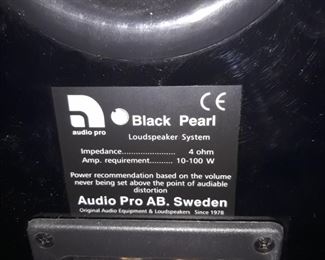 CE
audio pro
Black Pearl
Loudspeaker System
Impedance........................ 4 ohm
Amp. requirement.......... 10-100 W
Power recommendation based on the volume
never being set above the point of audiable
distortion
Audio Pro AB. Sweden
Original Audio Equipment & Loudspeakers Since 1978